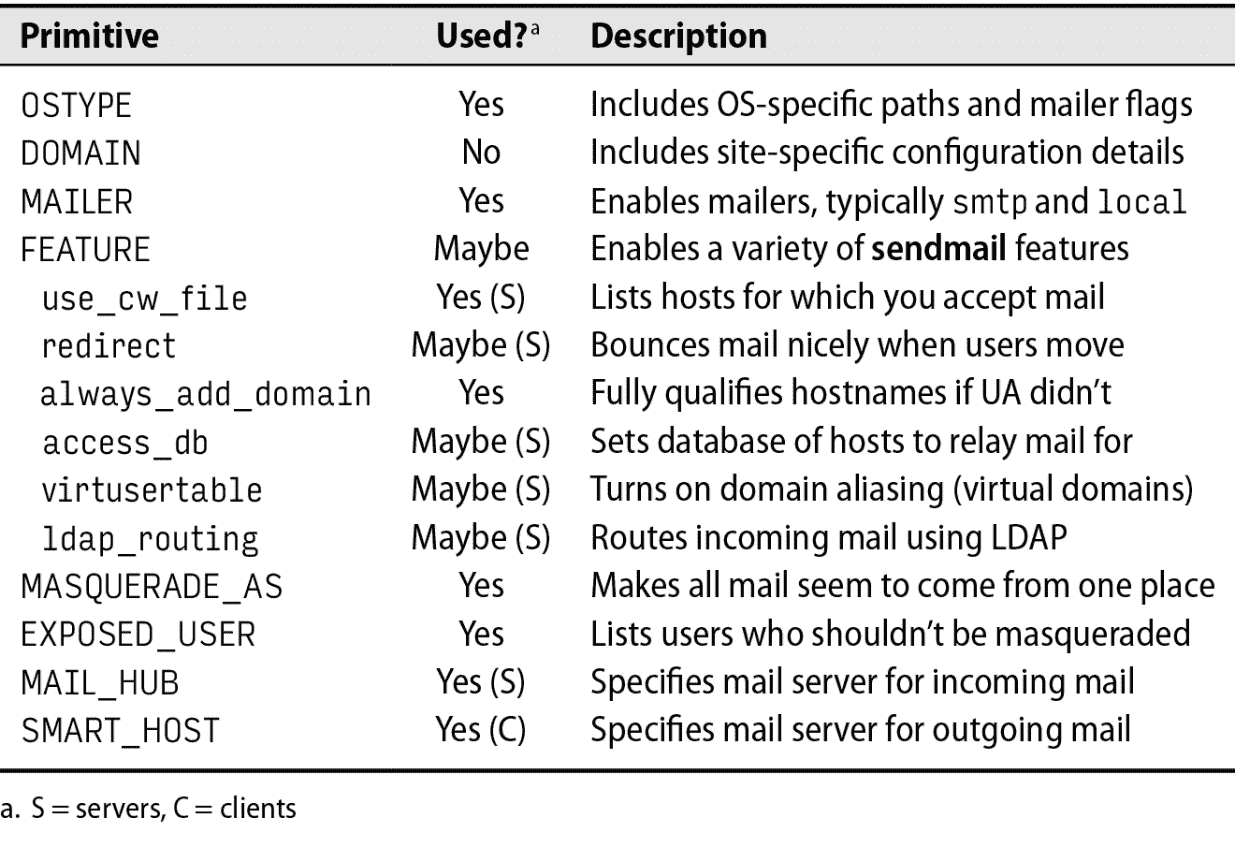 Primitive Used?a Description
OSTYPE Yes Includes OS-specific paths and mailer flags
DOMAIN No Includes site-specific configuration details
MAILER Yes Enables mailers, typically smtp and local
FEATURE Maybe Enables a variety of sendmail features
use_cw_file Yes (S) Lists hosts for which you accept mail
redirect Maybe (S) Bounces mail nicely when users move
always_add_domain Yes Fully qualifies hostnames if UA didn’t
access_db Maybe (S) Sets database of hosts to relay mail for
virtusertable Maybe (S) Turns on domain aliasing (virtual domains)
ldap_routing Maybe (S) Routes incoming mail using LDAP
MASQUERADE_AS Yes Makes all mail seem to come from one place
EXPOSED_USER Yes Lists users who shouldn’t be masqueraded
MAIL_HUB Yes (S) Specifies mail server for incoming mail
SMART_HOST Yes (C) Specifies mail server for outgoing mail
a. S = servers, C = clients